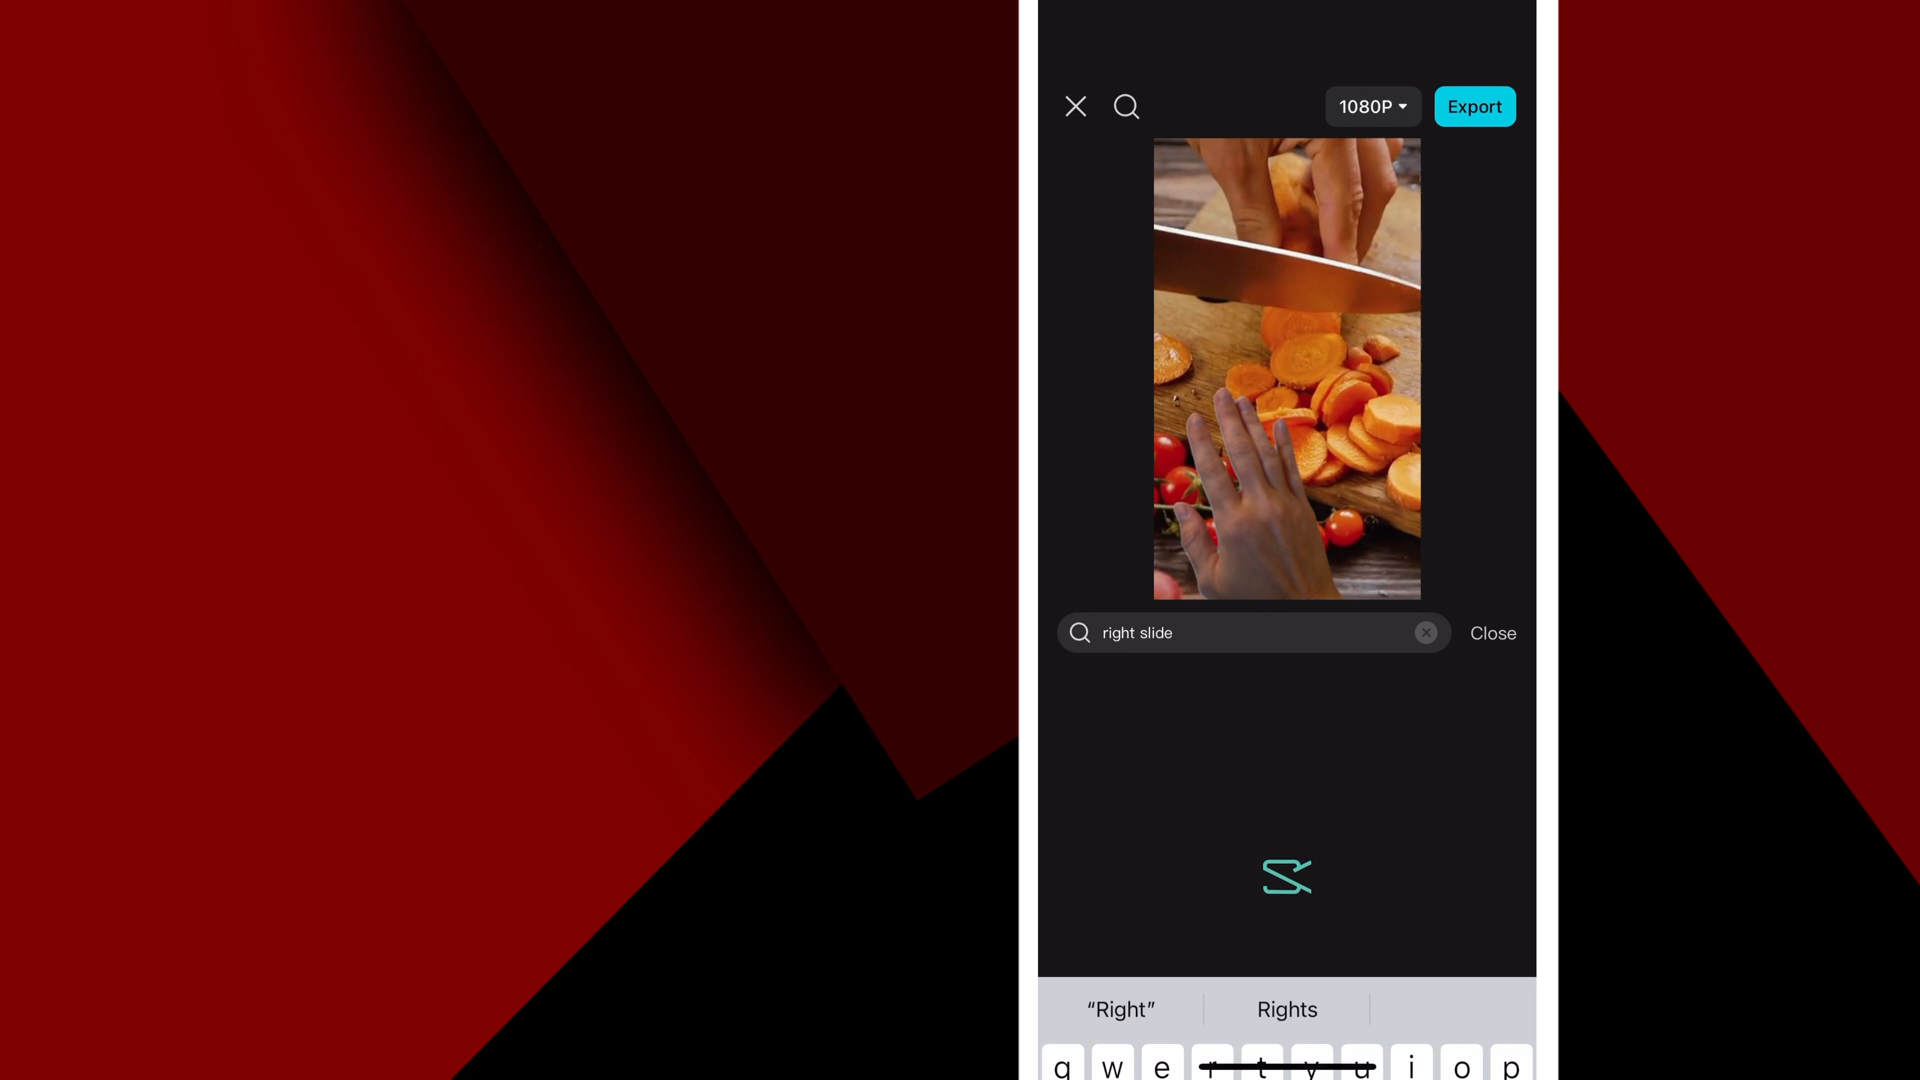 1080P
Export
right slide
Close
“Right”
Rights
q w e r t y u i o p